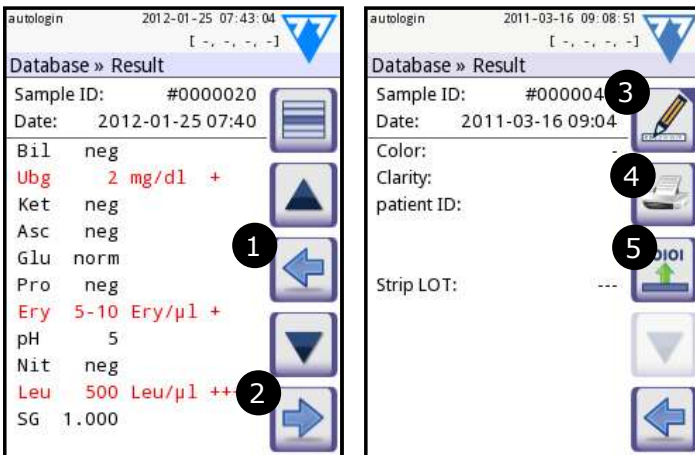 autologin 2012-01-25 07:43:04
[ -, -, -, -]
Database » Result
Sample ID: #0000020
Date: 2012-01-25 07:40
Bil neg
Ubg 2 mg/dl +
Ket neg
Asc neg
Glu norm
Pro neg
Ery 5-10 Ery/µl +
pH 5
Nit neg
Leu 500 Leu/µl ++
SG 1.000
1
2
autologin 2011-03-16 09:08:51
[ -, -, -, -]
Database » Result
Sample ID: #000004
Date: 2011-03-16 09:04
Color: -
Clarity:
patient ID:
Strip LOT: ---
3
4
5